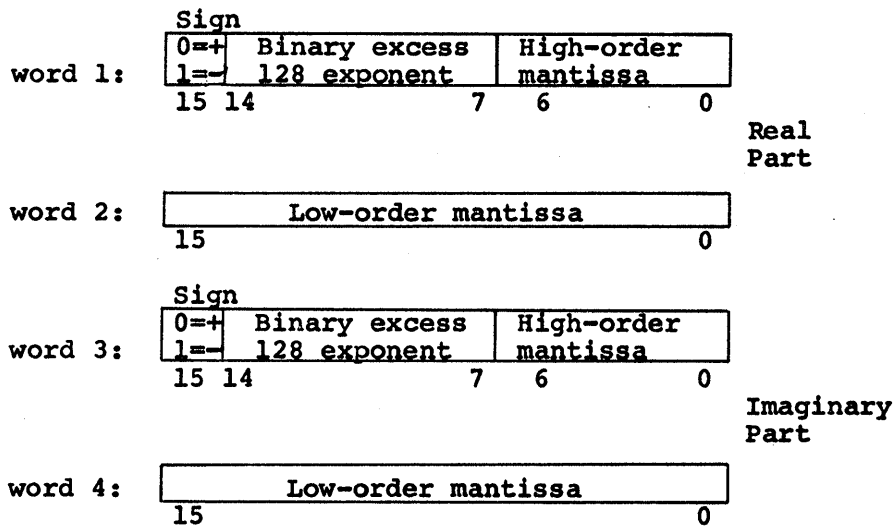 Sign
0=+ Binary excess High-order
word 1: 1=- 128 exponent mantissa
15 14 7 6 0
Real
Part
word 2: Low-order mantissa
15 0
Sign
0=+ Binary excess High-order
word 3: 1=- 128 exponent mantissa
15 14 7 6 0
Imaginary
Part
word 4: Low-order mantissa
15 0